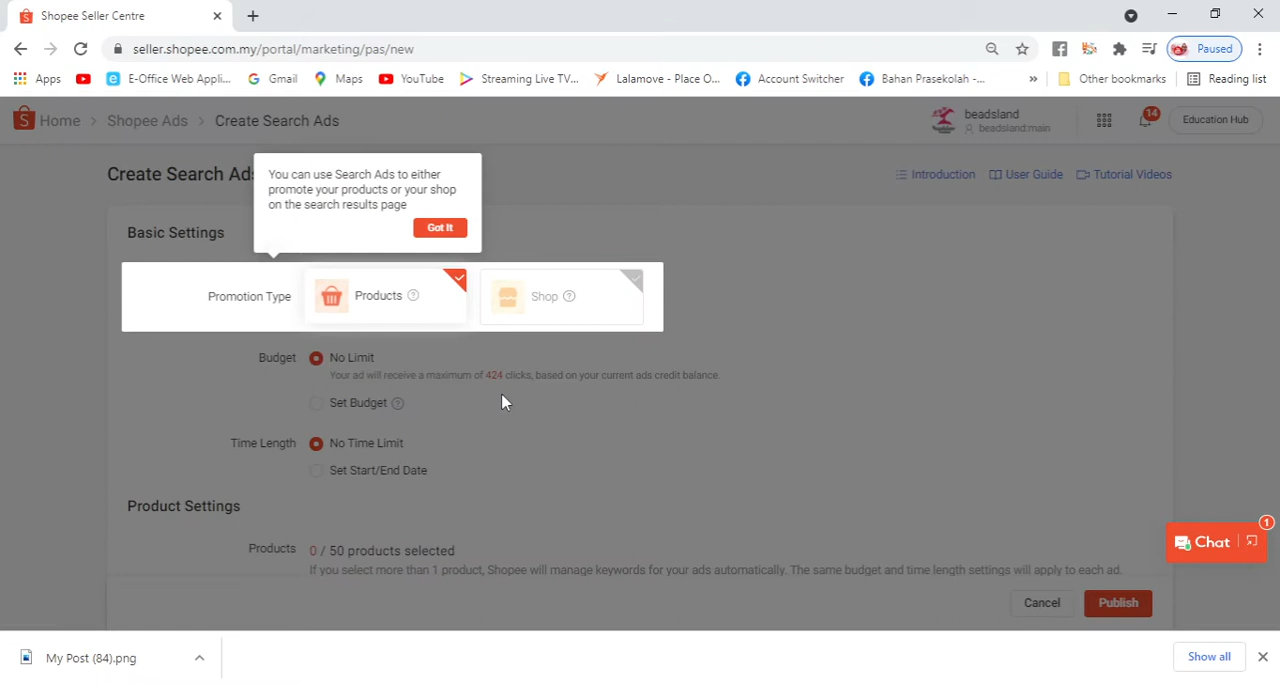 Shopee Seller Centre
seller.shopee.com.my/portal/marketing/pas/new
Paused
Apps
E-Office Web Appli...
Gmail
Maps
YouTube
Streaming Live TV...
Lalamove - Place O...
Account Switcher
Bahan Prasekolah -...
»
Other bookmarks
Reading list
Home > Shopee Ads > Create Search Ads
beadsland
beadsland:main
14
Education Hub
Create Search Ads
Introduction
User Guide
Tutorial Videos
You can use Search Ads to either
promote your products or your shop
on the search results page
Got It
Basic Settings
Promotion Type
Products
Shop
Budget
No Limit
Your ad will receive a maximum of 424 clicks, based on your current ads credit balance.
Set Budget
Time Length
No Time Limit
Set Start/End Date
Product Settings
Products
0 / 50 products selected
If you select more than 1 product, Shopee will manage keywords for your ads automatically. The same budget and time length settings will apply to each ad.
1
Chat
Cancel
Publish
My Post (84).png
Show all